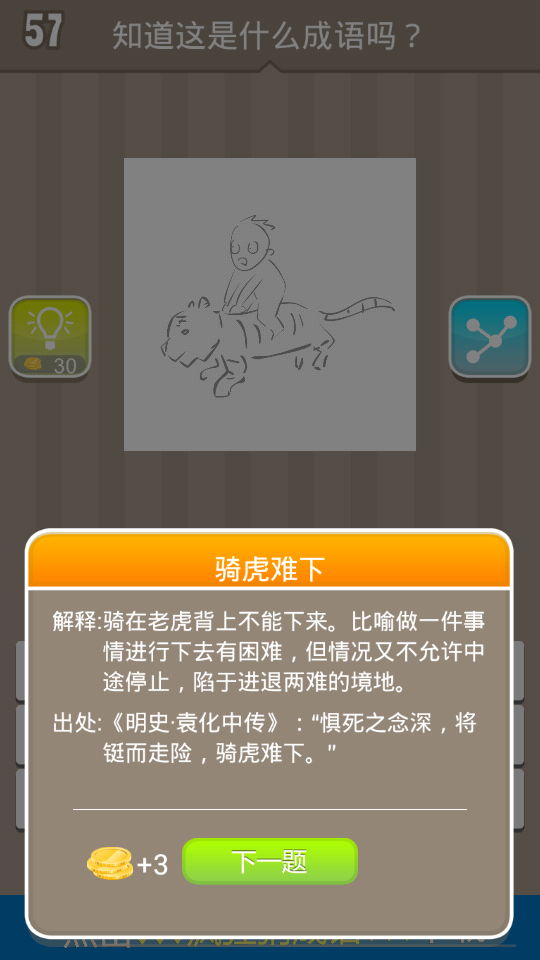 57
知道这是什么成语吗？
30
骑虎难下
解释:骑在老虎背上不能下来。比喻做一件事
情进行下去有困难，但情况又不允许中
途停止，陷于进退两难的境地。
出处:《明史·袁化中传》：“惧死之念深，将
铤而走险，骑虎难下。”
+3
下一题